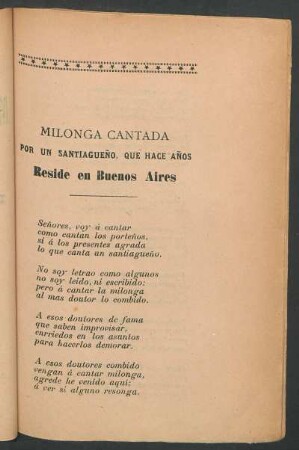 MILONGA CANTADA
POR UN SANTIAGUEÑO, QUE HACE AÑOS
Reside en Buenos Aires
Señores, voy á cantar
como cantan los porteños,
si á los presentes agrada
lo que canta un santiagueño.
No soy letrao como algunos
no soy leido, ni escribido;
pero á cantar la milonga
al mas doutor lo combido.
A esos doutores de fama
que saben improvisar,
enrriedos en los asuntos
para hacerlos demorar.
A esos doutores combido
vengan á cantar milonga,
agrede he venido aquí;
á ver si alguno resonga.